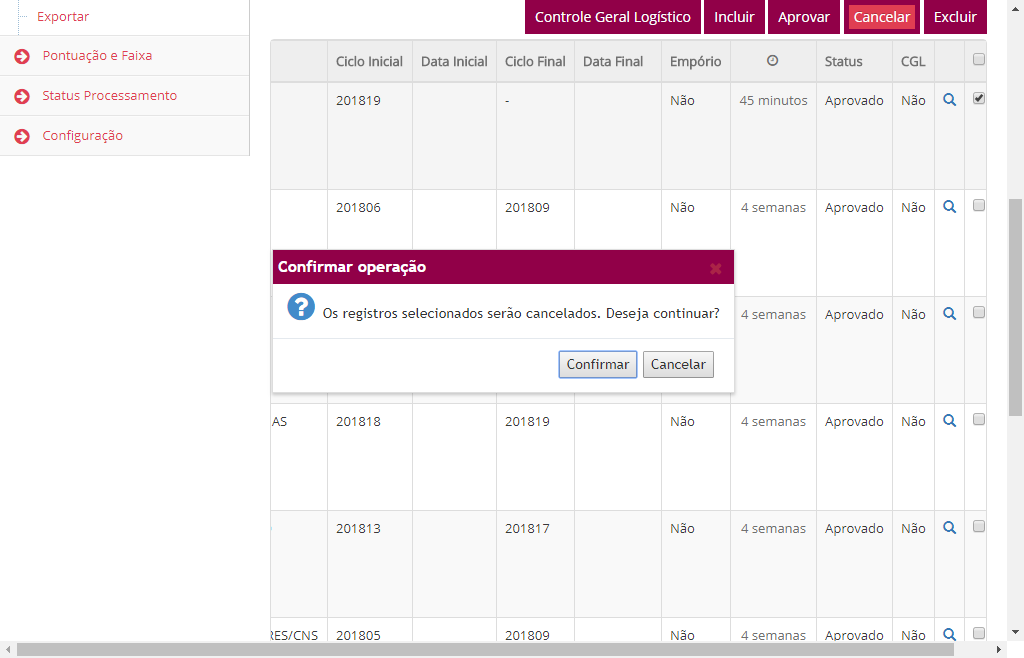 Exportar
Pontuação e Faixa
Status Processamento
Configuração
Controle Geral Logístico Incluir Aprovar Cancelar Excluir
Ciclo Inicial Data Inicial Ciclo Final Data Final Empório Status CGL
201819 - Não 45 minutos Aprovado Não
201806 201809 Não 4 semanas Aprovado Não
Confirmar operação
Os registros selecionados serão cancelados. Deseja continuar?
Confirmar Cancelar
4 semanas Aprovado Não
AS 201818 201819 Não 4 semanas Aprovado Não
201813 201817 Não 4 semanas Aprovado Não
RES/CNS 201805 201809 Não 4 semanas Aprovado Não